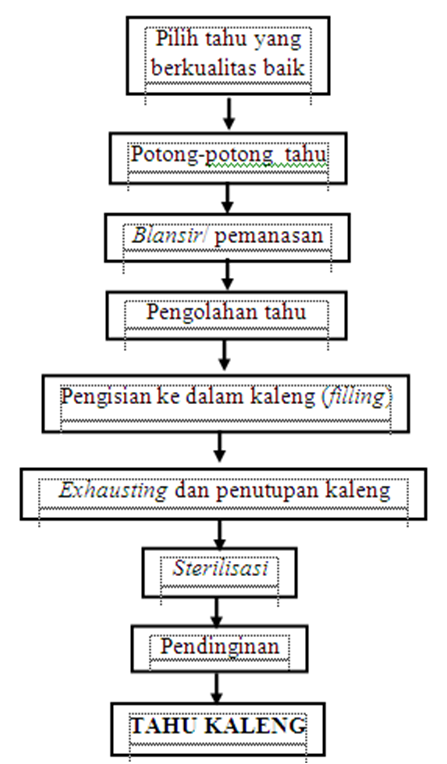 Pilih tahu yang
berkualitas baik
Potong-potong tahu
Blansir/ pemanasan
Pengolahan tahu
Pengisian ke dalam kaleng (filling)
Exhausting dan penutupan kaleng
Sterilisasi
Pendinginan
TAHU KALENG